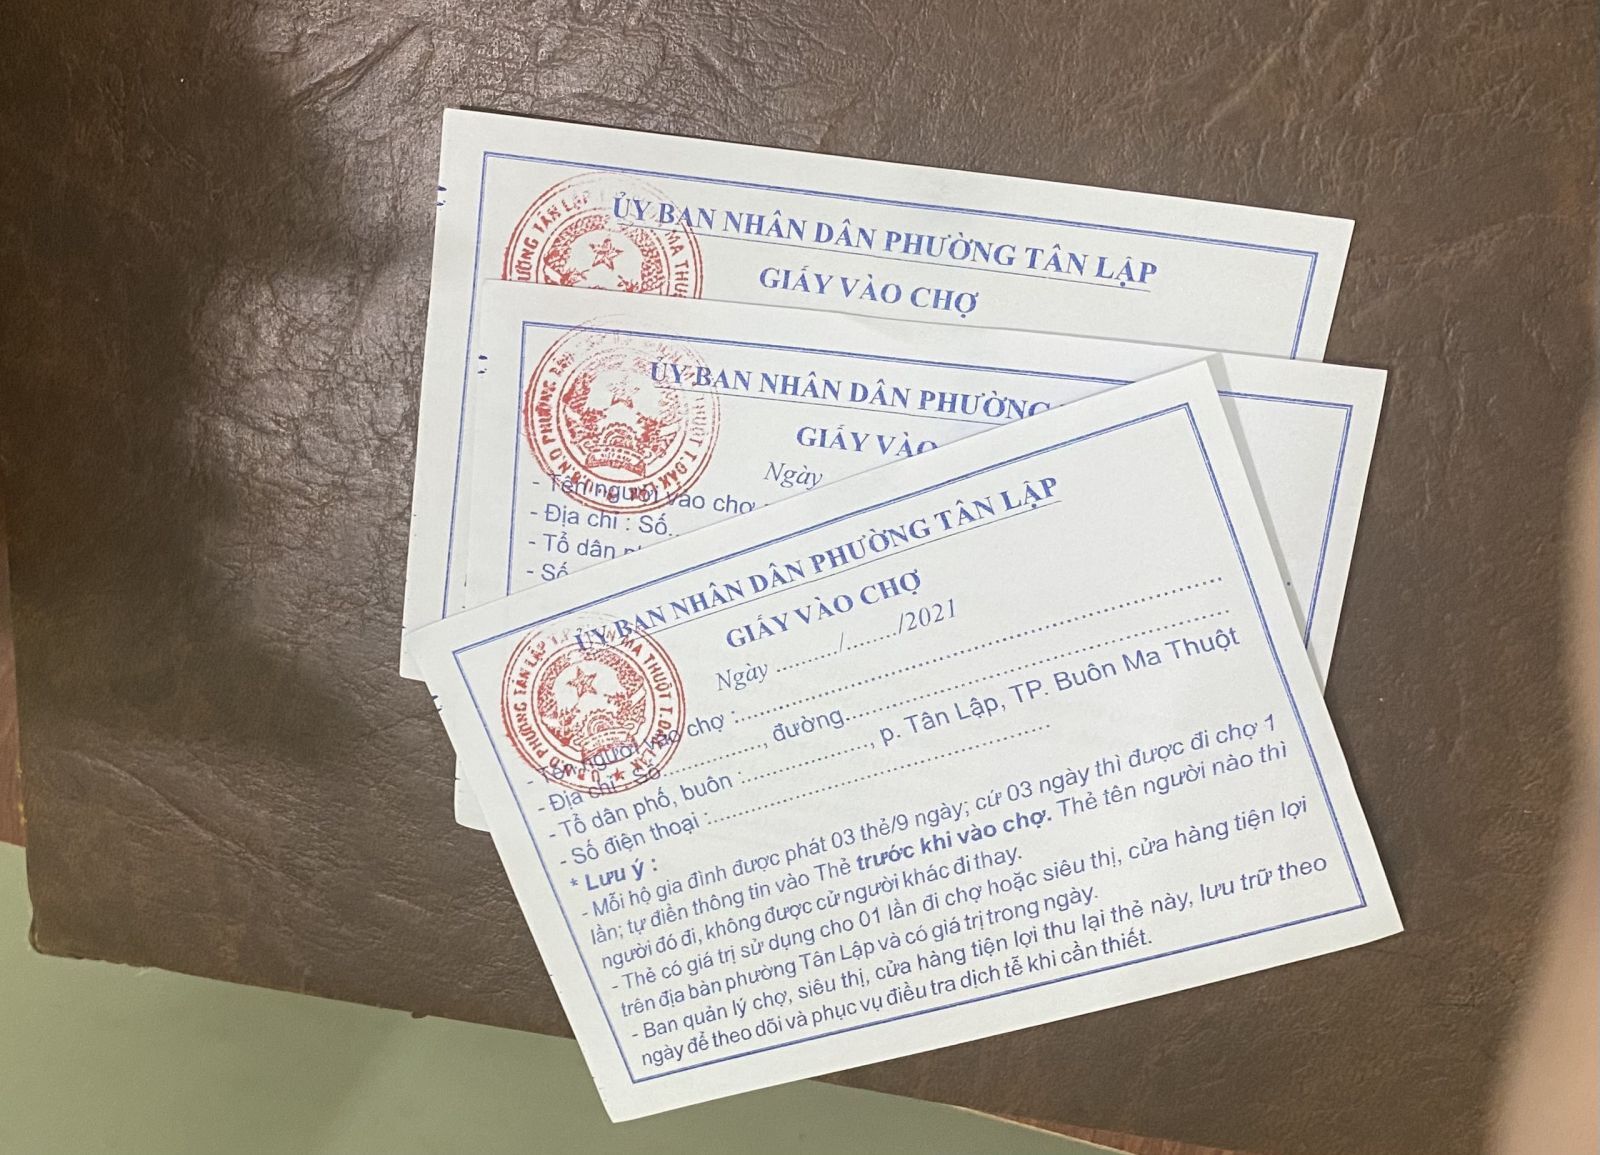 ỦY BAN NHÂN DÂN PHƯỜNG TÂN LẬP
GIẤY VÀO CHỢ
ỦY BAN NHÂN DÂN PHƯỜNG
GIẤY VÀO
Ngày
- Tên người vào chợ
- Địa chỉ : Số..
- Tổ dân
- Số
ỦY BAN NHÂN DÂN PHƯỜNG TÂN LẬP
GIẤY VÀO CHỢ
Ngày ........../......../2021
- Tên người vào chợ :..........................................................
- Địa chỉ : Số................, đường..............................................
- Tổ dân phố, buôn :...................., p. Tân Lập, TP. Buôn Ma Thuột
- Số điện thoại :..................................................
* Lưu ý :
- Mỗi hộ gia đình được phát 03 thẻ/9 ngày; cứ 03 ngày thì được đi chợ 1
lần; tự điền thông tin vào Thẻ trước khi vào chợ. Thẻ tên người nào thì
người đó đi, không được cử người khác đi thay.
- Thẻ có giá trị sử dụng cho 01 lần đi chợ hoặc siêu thị, cửa hàng tiện lợi
trên địa bàn phường Tân Lập và có giá trị trong ngày.
- Ban quản lý chợ, siêu thị, cửa hàng tiện lợi thu lại thẻ này, lưu trữ theo
ngày để theo dõi và phục vụ điều tra dịch tễ khi cần thiết.